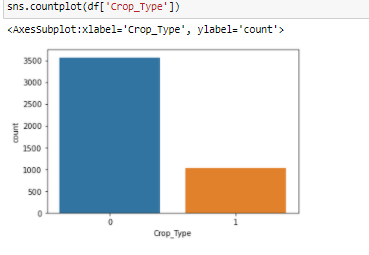 sns.countplot(df['Crop_Type'])
<AxesSubplot:xlabel='Crop_Type', ylabel='count'>
3500
3000
2500
2000
1500
1000
500
0
count
0 1
Crop_Type